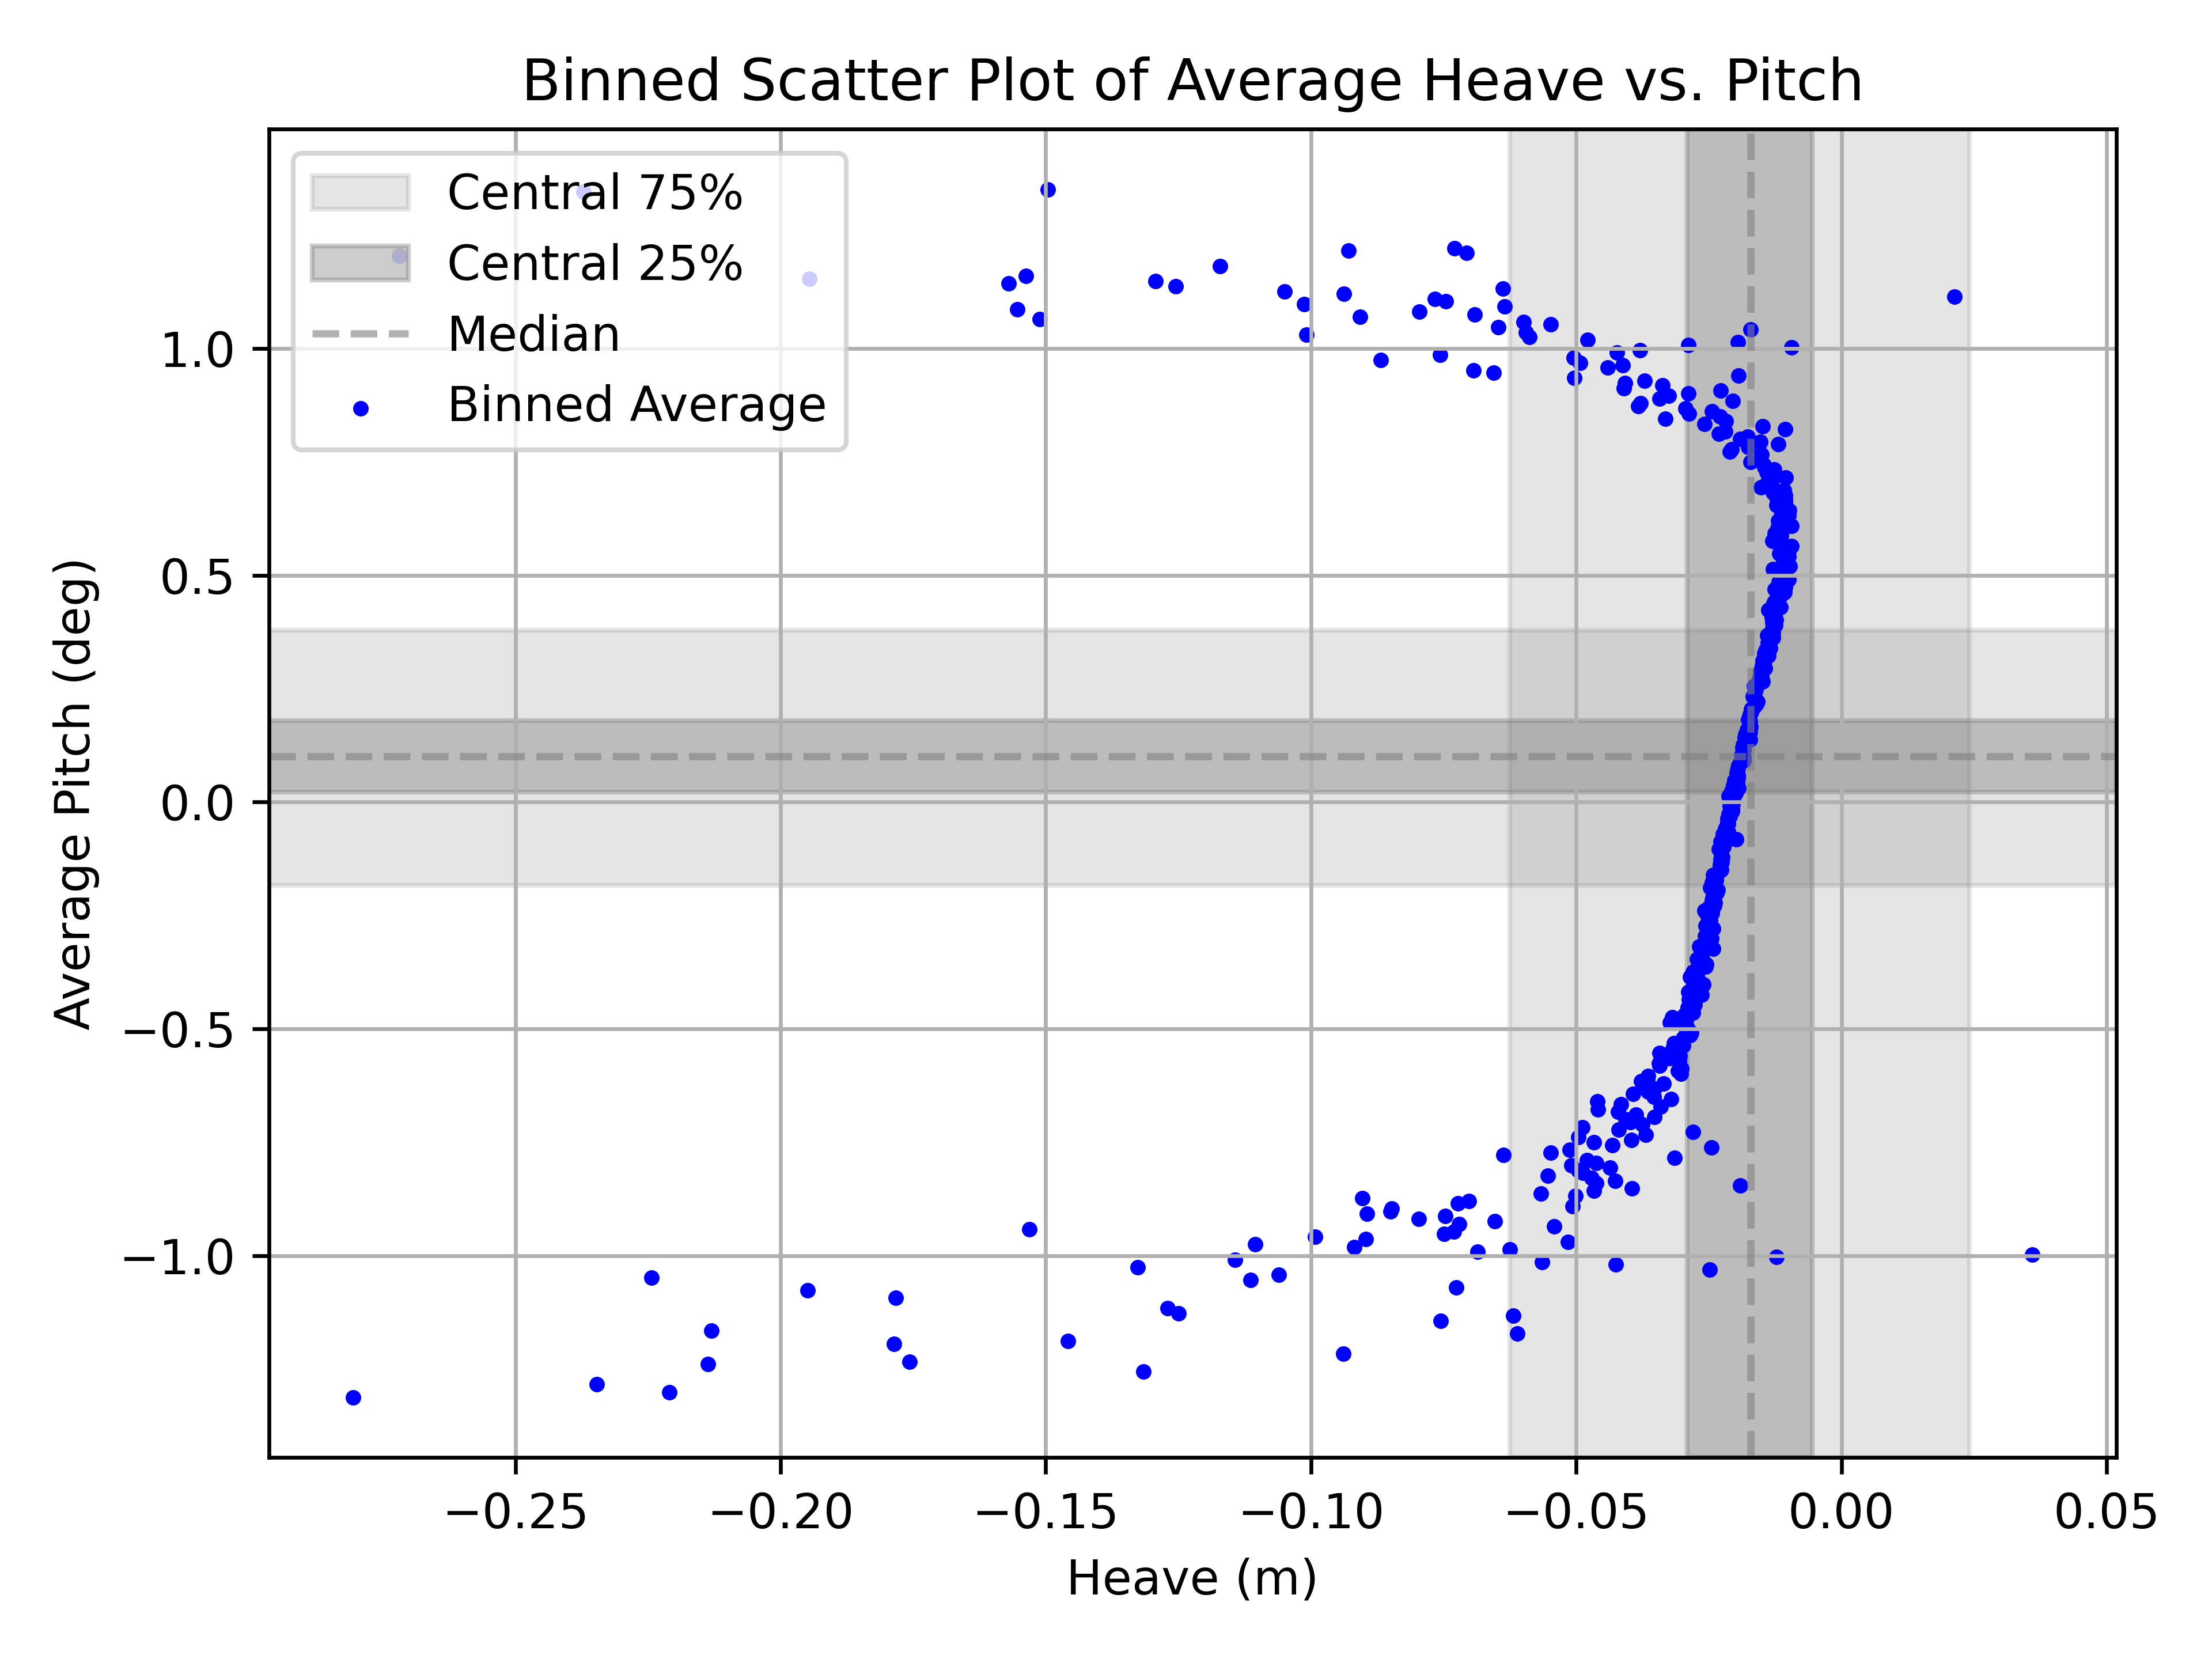 Binned Scatter Plot of Average Heave vs. Pitch
Central 75%
Central 25%
Median
Binned Average
Average Pitch (deg)
1.0
0.5
0.0
−0.5
−1.0
−0.25
−0.20
−0.15
−0.10
−0.05
0.00
0.05
Heave (m)